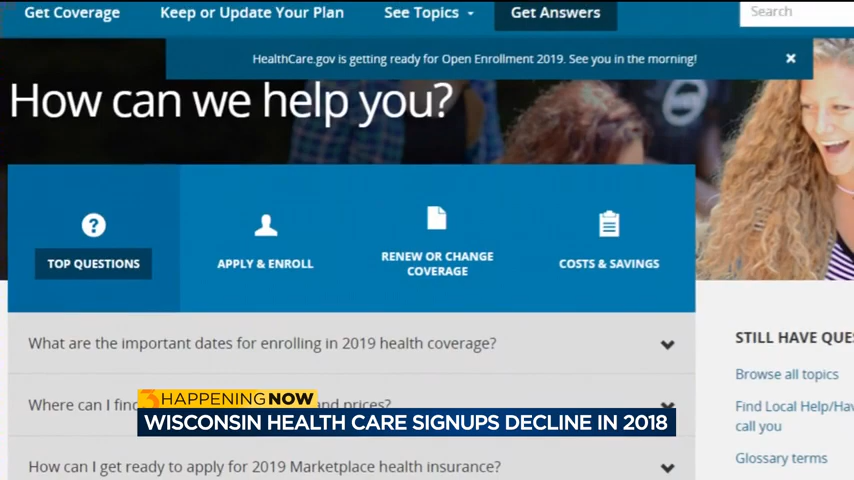 Get Coverage Keep or Update Your Plan See Topics Get Answers Search
HealthCare.gov is getting ready for Open Enrollment 2019. See you in the morning!
How can we help you?
TOP QUESTIONS APPLY & ENROLL RENEW OR CHANGE COVERAGE COSTS & SAVINGS
What are the important dates for enrolling in 2019 health coverage?
Where can I find and prices?
3 HAPPENING NOW
WISCONSIN HEALTH CARE SIGNUPS DECLINE IN 2018
How can I get ready to apply for 2019 Marketplace health insurance?
STILL HAVE QUES
Browse all topics
Find Local Help/Hav
call you
Glossary terms